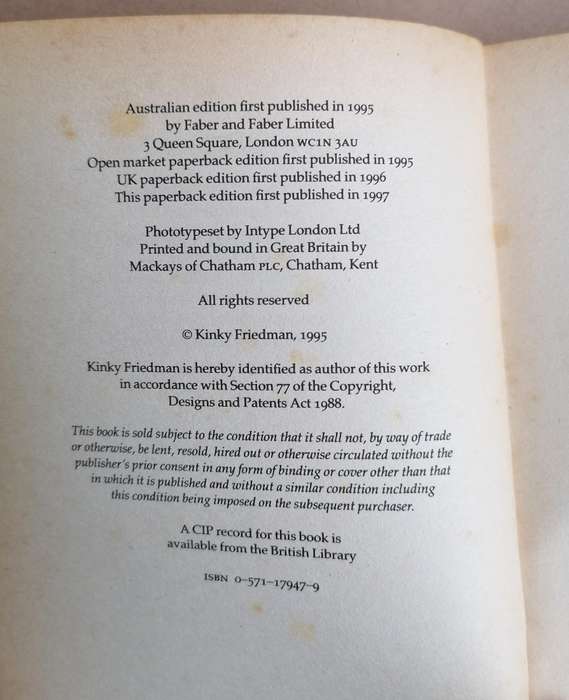 Australian edition first published in 1995
by Faber and Faber Limited
3 Queen Square, London WC1N 3AU
Open market paperback edition first published in 1995
UK paperback edition first published in 1996
This paperback edition first published in 1997
Phototypeset by Intype London Ltd
Printed and bound in Great Britain by
Mackays of Chatham PLC, Chatham, Kent
All rights reserved
© Kinky Friedman, 1995
Kinky Friedman is hereby identified as author of this work
in accordance with Section 77 of the Copyright,
Designs and Patents Act 1988.
This book is sold subject to the condition that it shall not, by way of trade
or otherwise, be lent, resold, hired out or otherwise circulated without the
publisher's prior consent in any form of binding or cover other than that
in which it is published and without a similar condition including
this condition being imposed on the subsequent purchaser.
A CIP record for this book is
available from the British Library
ISBN 0–571–17947–9